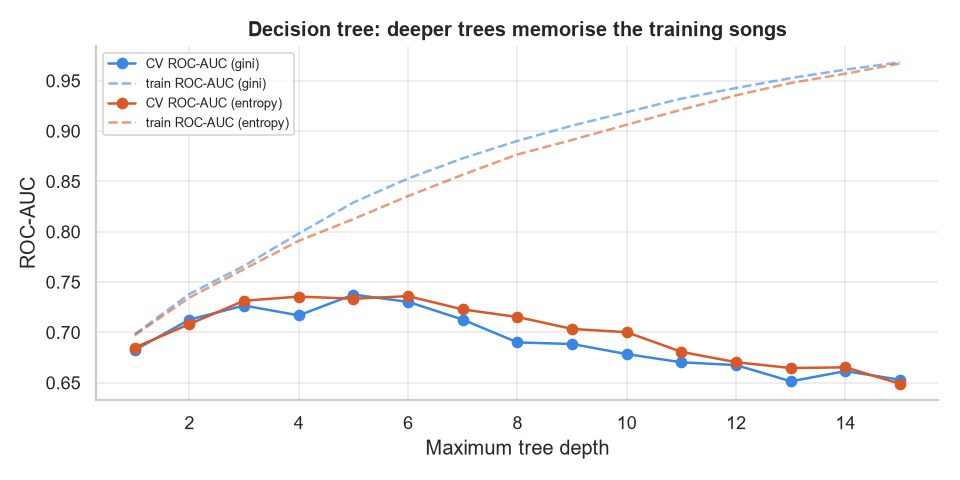 Decision tree: deeper trees memorise the training songs
CV ROC-AUC (gini)
train ROC-AUC (gini)
CV ROC-AUC (entropy)
train ROC-AUC (entropy)
ROC-AUC
0.95
0.90
0.85
0.80
0.75
0.70
0.65
2 4 6 8 10 12 14
Maximum tree depth